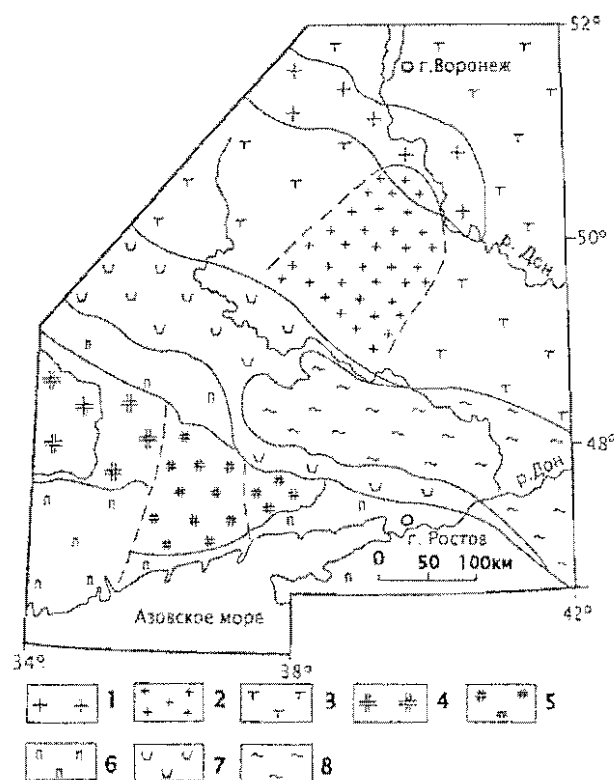 52°
г.Воронеж
50°
р. Дон
48°
р.Дон
г. Ростов
0 50 100км
Азовское море
42°
34°
38°
1 2 3 4 5
6 7 8